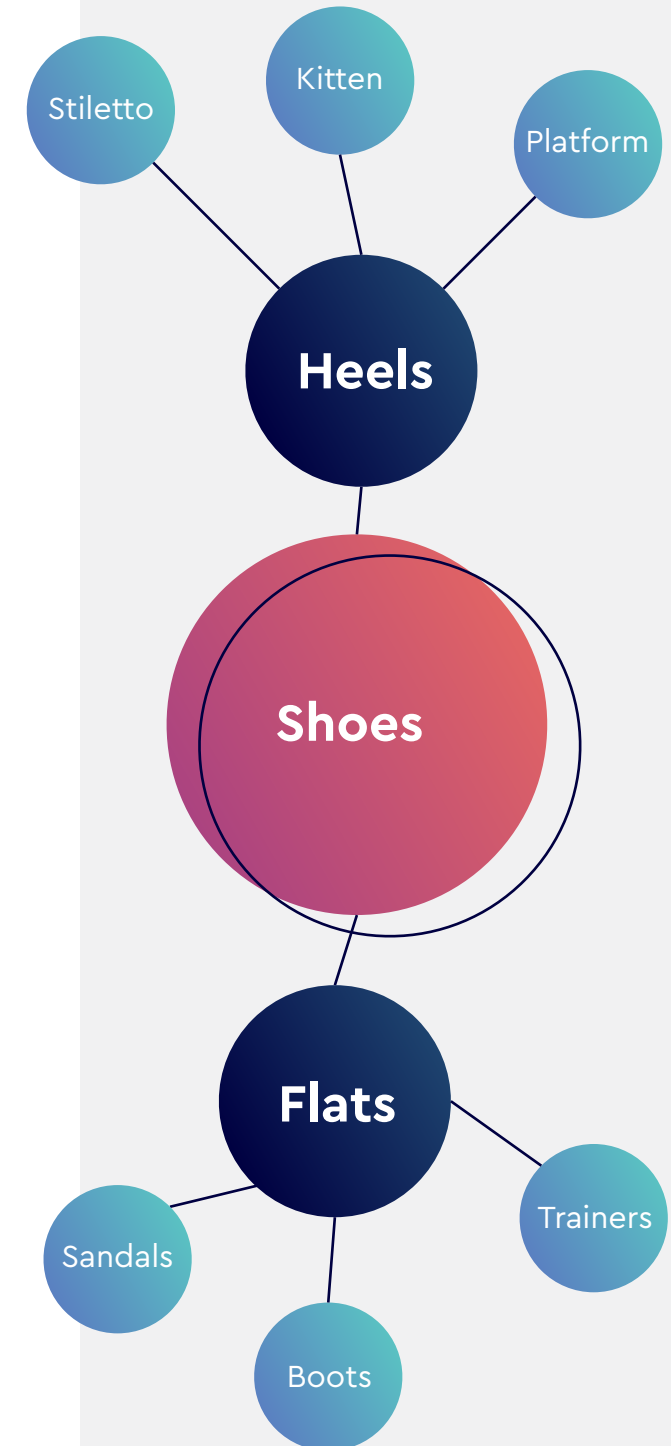 Stiletto
Kitten
Platform
Heels
Shoes
Flats
Sandals
Trainers
Boots